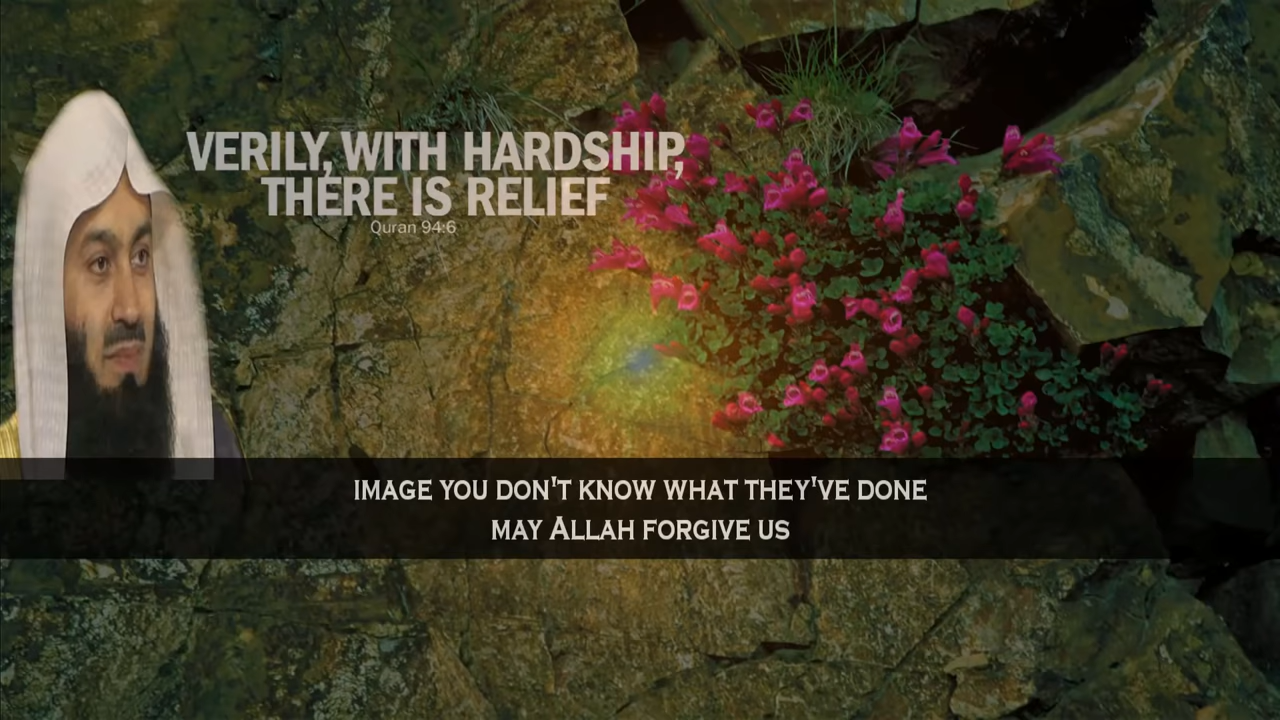 VERILY, WITH HARDSHIP,
THERE IS RELIEF
Quran 94:6
IMAGE YOU DON'T KNOW WHAT THEY'VE DONE
MAY ALLAH FORGIVE US